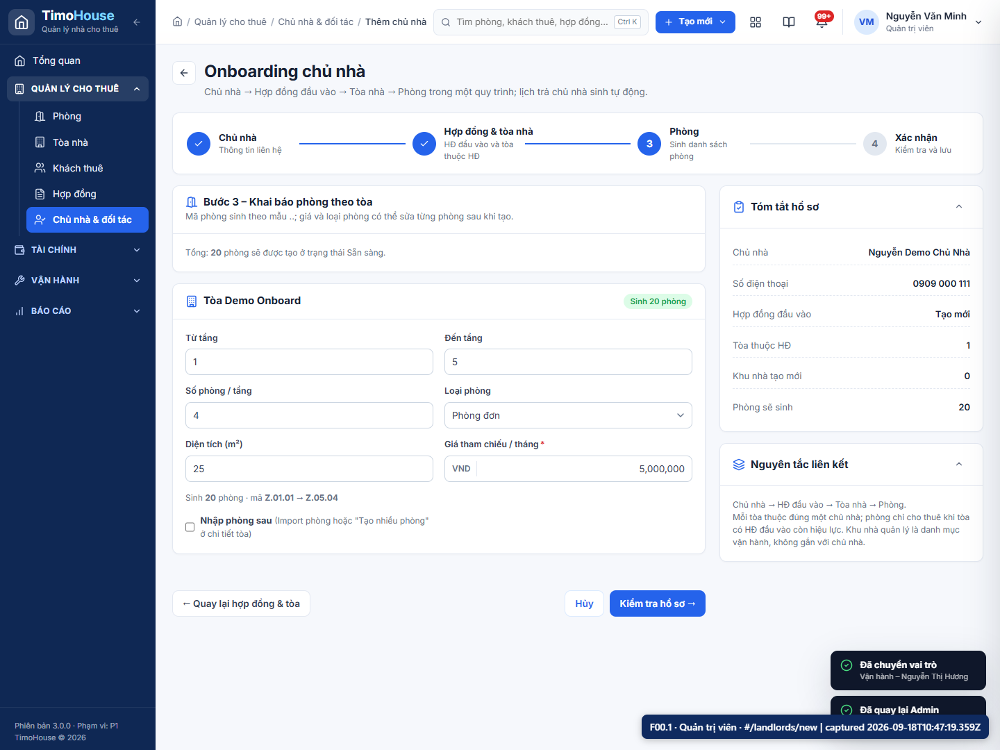 TimoHouse
Quản lý nhà cho thuê
Tổng quan
QUẢN LÝ CHO THUÊ
Phòng
Tòa nhà
Khách thuê
Hợp đồng
Chủ nhà & đối tác
TÀI CHÍNH
VẬN HÀNH
BÁO CÁO
Phiên bản 3.0.0 · Phạm vi: P1
TimoHouse © 2026
/ Quản lý cho thuê / Chủ nhà & đối tác / Thêm chủ nhà
Tìm phòng, khách thuê, hợp đồng... Ctrl K
Tạo mới
99+
VM
Nguyễn Văn Minh
Quản trị viên
Onboarding chủ nhà
Chủ nhà → Hợp đồng đầu vào → Tòa nhà → Phòng trong một quy trình; lịch trả chủ nhà sinh tự động.
Chủ nhà
Thông tin liên hệ
Hợp đồng & tòa nhà
HĐ đầu vào và tòa
thuộc HĐ
3
Phòng
Sinh danh sách
phòng
4
Xác nhận
Kiểm tra và lưu
Bước 3 – Khai báo phòng theo tòa
Mã phòng sinh theo mẫu ..; giá và loại phòng có thể sửa từng phòng sau khi tạo.
Tổng: 20 phòng sẽ được tạo ở trạng thái Sẵn sàng.
Tòa Demo Onboard
Sinh 20 phòng
Từ tầng
1
Đến tầng
5
Số phòng / tầng
4
Loại phòng
Phòng đơn
Diện tích (m²)
25
Giá tham chiếu / tháng *
VND 5,000,000
Sinh 20 phòng · mã Z.01.01 → Z.05.04
Nhập phòng sau (Import phòng hoặc "Tạo nhiều phòng"
ở chi tiết tòa)
← Quay lại hợp đồng & tòa
Hủy
Kiểm tra hồ sơ →
Tóm tắt hồ sơ
Chủ nhà Nguyễn Demo Chủ Nhà
Số điện thoại 0909 000 111
Hợp đồng đầu vào Tạo mới
Tòa thuộc HĐ 1
Khu nhà tạo mới 0
Phòng sẽ sinh 20
Nguyên tắc liên kết
Chủ nhà → HĐ đầu vào → Tòa nhà → Phòng.
Mỗi tòa thuộc đúng một chủ nhà; phòng chỉ cho thuê khi tòa
có HĐ đầu vào còn hiệu lực. Khu nhà quản lý là danh mục
vận hành, không gắn với chủ nhà.
Đã chuyển vai trò
Vận hành – Nguyễn Thị Hương
Đã quay lại Admin
F00.1 · Quản trị viên · #/landlords/new | captured 2026-09-18T10:47:19.359Z